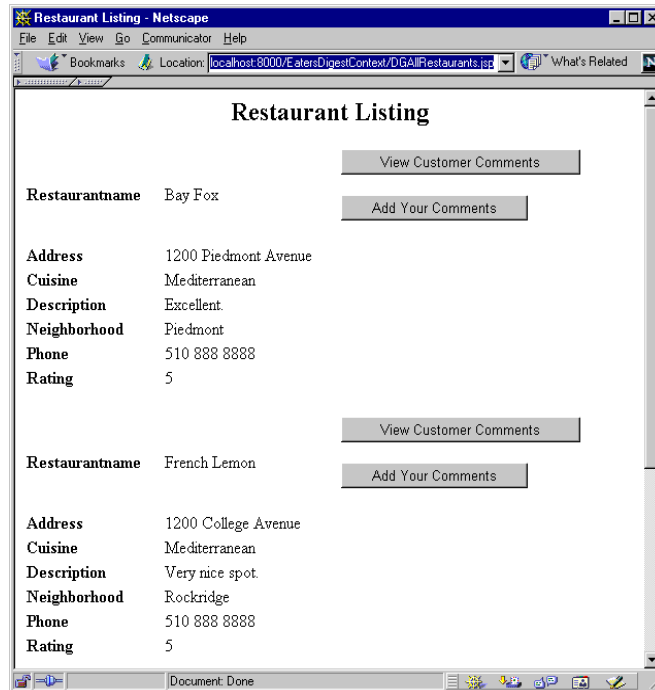 Restaurant Listing - Netscape
File Edit View Go Communicator Help
Bookmarks Location: localhost:8000/EatersDigestContext/DGAllRestaurants.jsp What's Related N
Restaurant Listing
View Customer Comments
Restaurantname Bay Fox
Add Your Comments
Address 1200 Piedmont Avenue
Cuisine Mediterranean
Description Excellent.
Neighborhood Piedmont
Phone 510 888 8888
Rating 5
View Customer Comments
Restaurantname French Lemon
Add Your Comments
Address 1200 College Avenue
Cuisine Mediterranean
Description Very nice spot.
Neighborhood Rockridge
Phone 510 888 8888
Rating 5
Document: Done